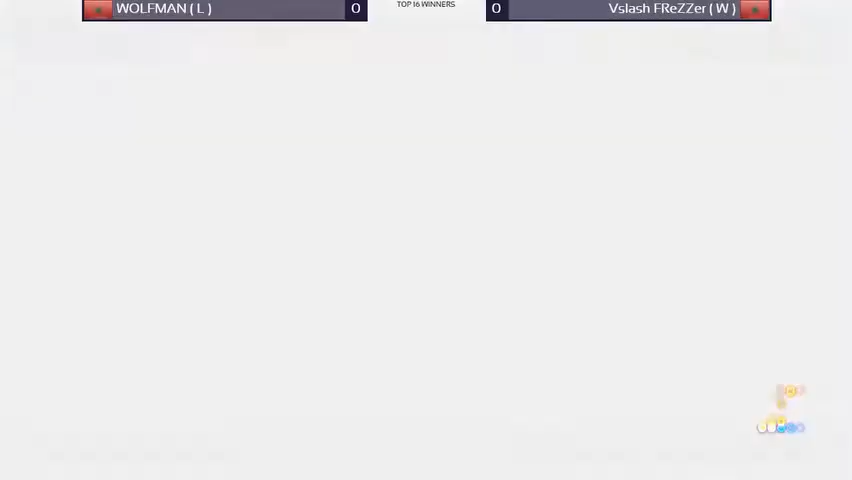 WOLFMAN ( L ) 0
TOP 16 WINNERS
0 Vslash FReZZer ( W )